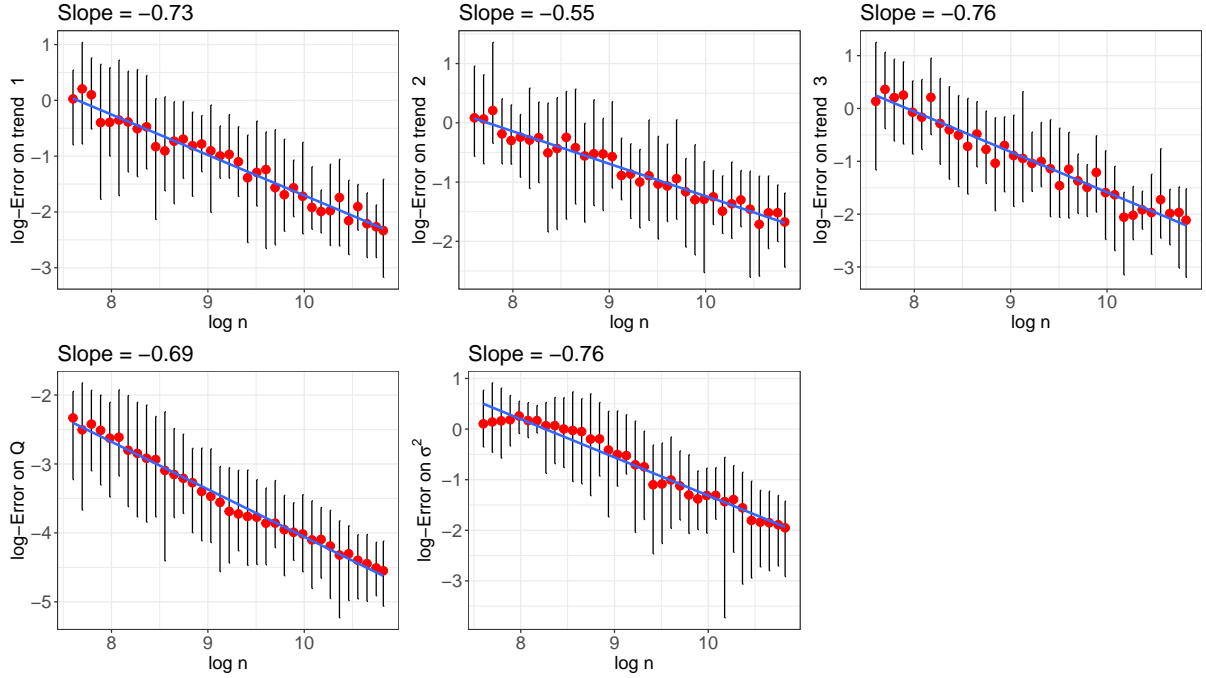 Slope = −0.73
log−Error on trend 1
1
0
−1
−2
−3
8 9 10
log n
Slope = −0.55
log−Error on trend 2
1
0
−1
−2
8 9 10
log n
Slope = −0.76
log−Error on trend 3
1
0
−1
−2
−3
8 9 10
log n
Slope = −0.69
log−Error on Q
−2
−3
−4
−5
8 9 10
log n
Slope = −0.76
log−Error on σ²
1
0
−1
−2
−3
8 9 10
log n